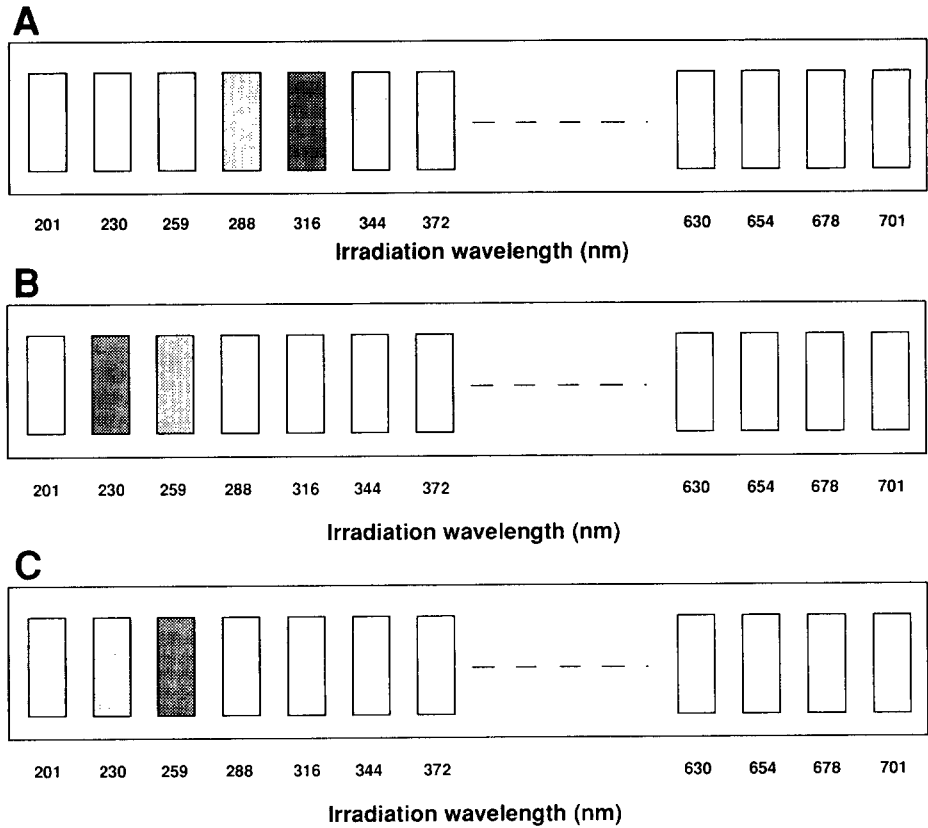 A
201 230 259 288 316 344 372 630 654 678 701
Irradiation wavelength (nm)
B
201 230 259 288 316 344 372 630 654 678 701
Irradiation wavelength (nm)
C
201 230 259 288 316 344 372 630 654 678 701
Irradiation wavelength (nm)